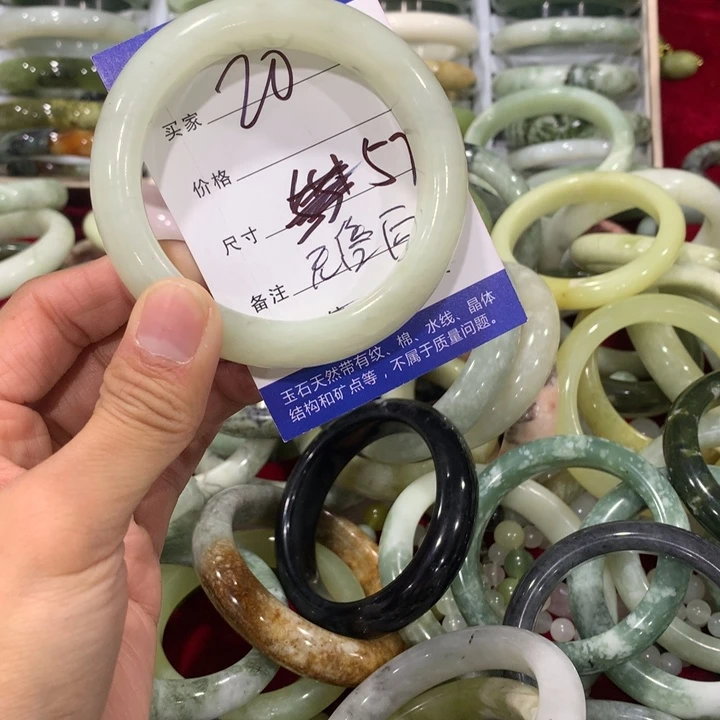 买家 20
价格
尺寸 57
备注
玉石天然带有纹、棉、水线、晶体
结构和矿点等，不属于质量问题。